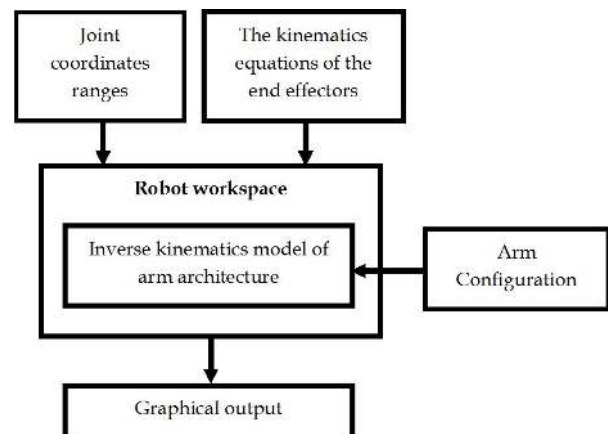 Joint
coordinates
ranges
The kinematics
equations of the
end effectors
Robot workspace
Inverse kinematics model of
arm architecture
Arm
Configuration
Graphical output